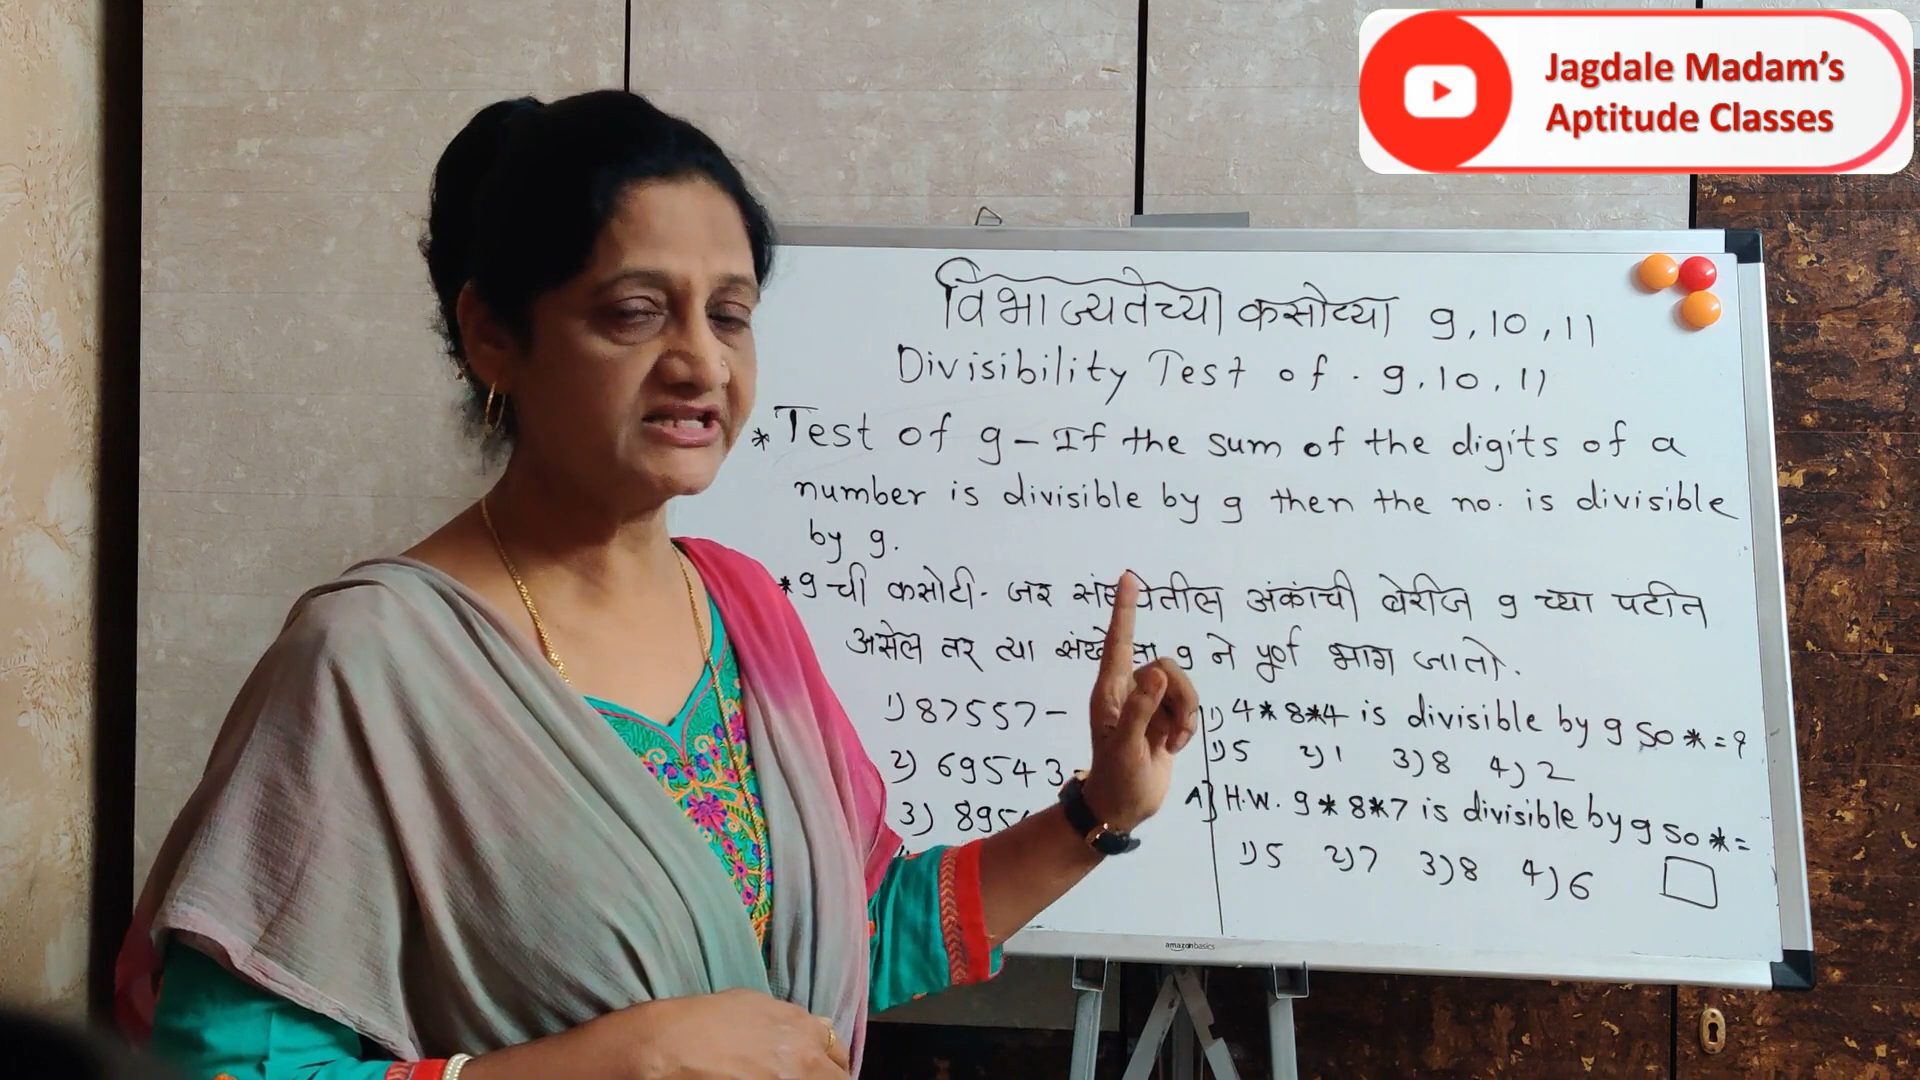 Jagdale Madam's
Aptitude Classes
विभाज्यतेच्या कसोट्या 9, 10, 11
Divisibility Test of . 9, 10, 11
* Test of 9 – If the sum of the digits of a
number is divisible by 9 then the no. is divisible
by 9.
* 9 ची कसोटी - जर अंकांची बेरीज 9 च्या पटीत
असेल तर त्या 9 ने पूर्ण भाग जातो.
1) 87557 –
2) 69543 -
3) 895
1) 4*8*4 is divisible by 9 so * = ?
1) 5 2) 1 3) 8 4) 2
A] H.W. 9*8*7 is divisible by 9 so * =
1) 5 2) 7 3) 8 4) 6
amazonbasics